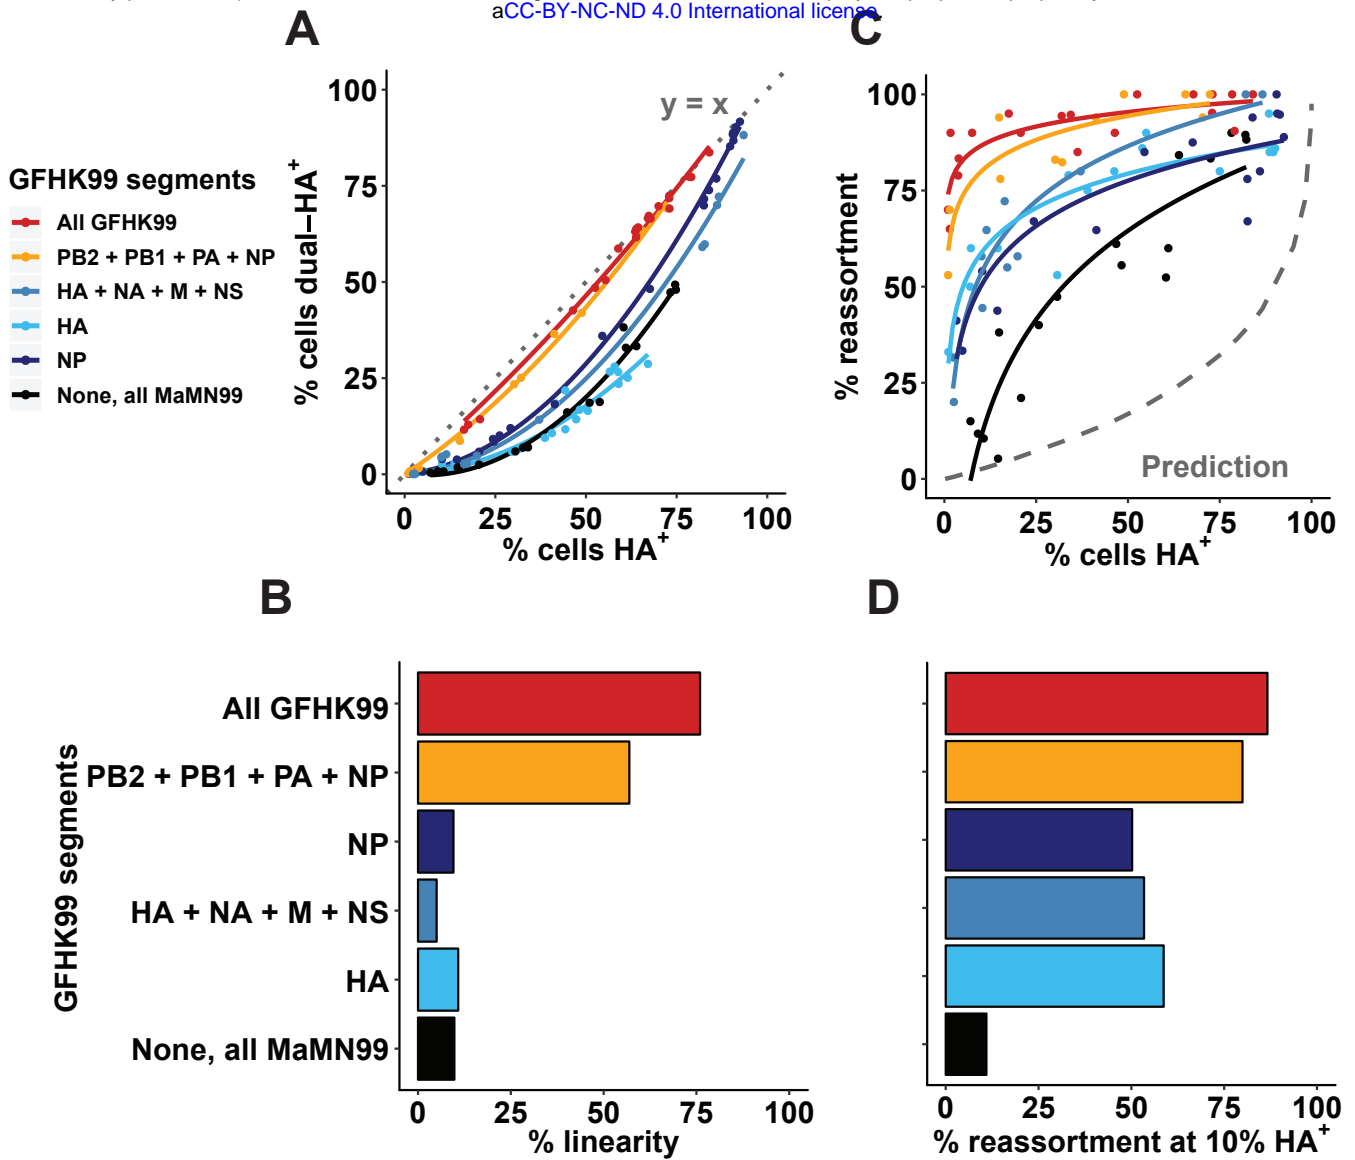 aCC-BY-NC-ND 4.0 International license
A
C
GFHK99 segments
All GFHK99
PB2 + PB1 + PA + NP
HA + NA + M + NS
HA
NP
None, all MaMN99
% cells dual–HA+
100
75
50
25
0
y = x
0 25 50 75 100
% cells HA+
% reassortment
100
75
50
25
0
Prediction
0 25 50 75 100
% cells HA+
B
D
GFHK99 segments
All GFHK99
PB2 + PB1 + PA + NP
NP
HA + NA + M + NS
HA
None, all MaMN99
0 25 50 75 100
% linearity
0 25 50 75 100
% reassortment at 10% HA+